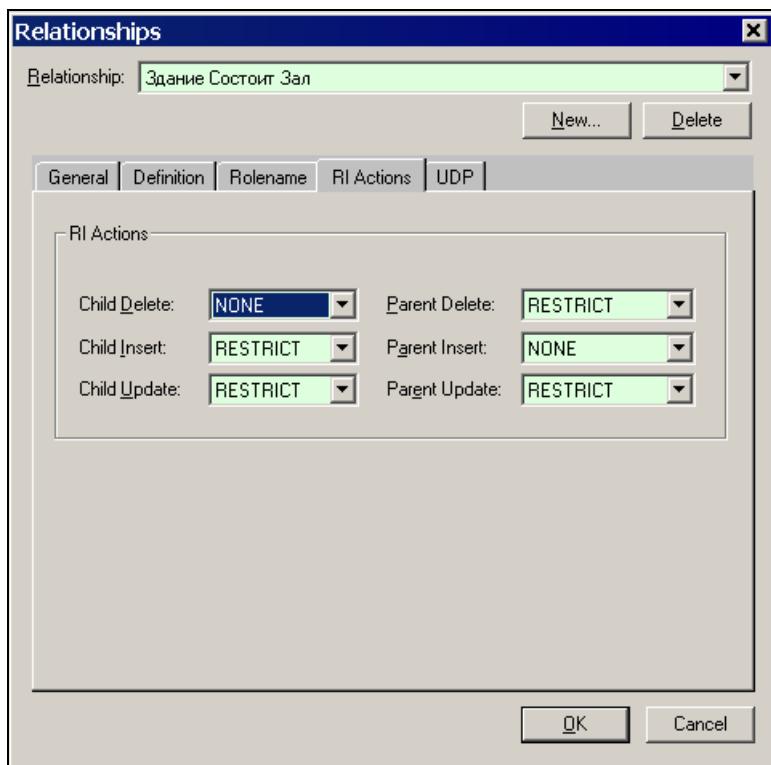 Relationships
Relationship: Здание Состоит Зал
New... Delete
General Definition Rolename RI Actions UDP
RI Actions
Child Delete: NONE Parent Delete: RESTRICT
Child Insert: RESTRICT Parent Insert: NONE
Child Update: RESTRICT Parent Update: RESTRICT
OK Cancel